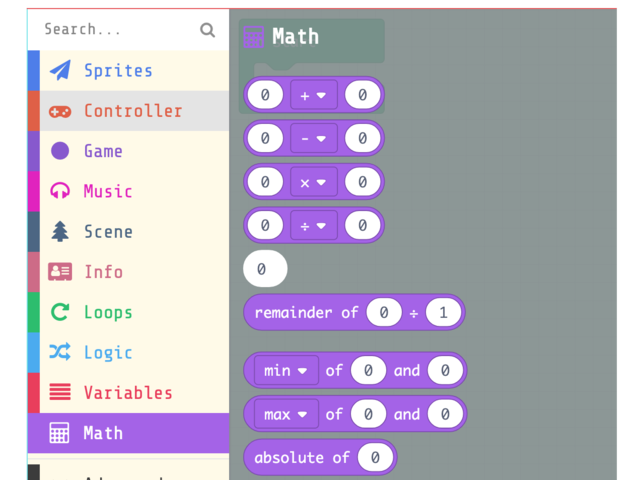 Search...
Sprites
Controller
Game
Music
Scene
Info
Loops
Logic
Variables
Math
Math
0 + 0
0 - 0
0 × 0
0 ÷ 0
0
remainder of 0 ÷ 1
min of 0 and 0
max of 0 and 0
absolute of 0